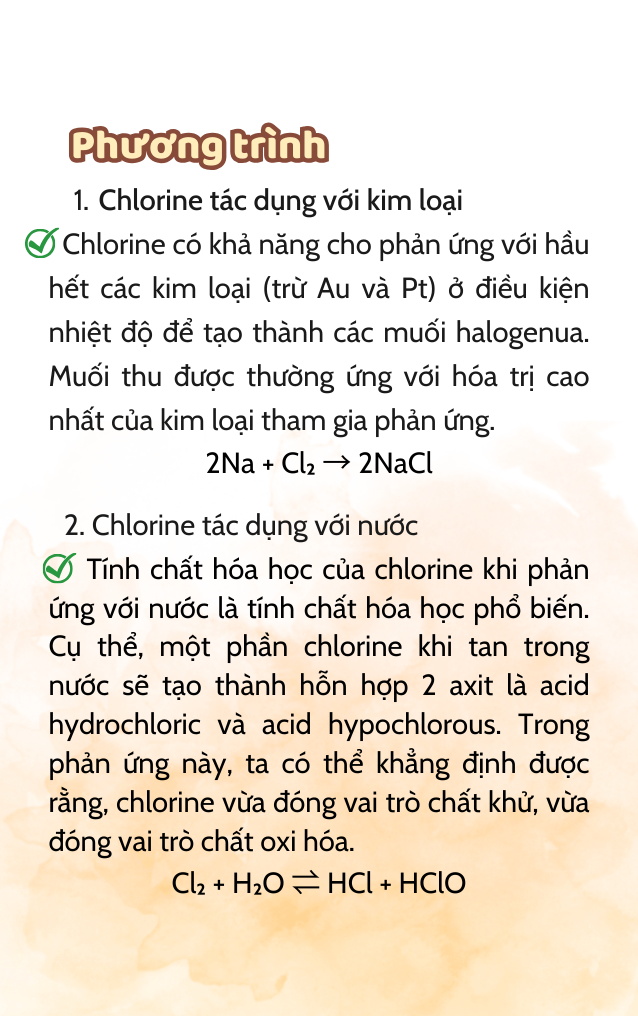 Phương trình
1. Chlorine tác dụng với kim loại
Chlorine có khả năng cho phản ứng với hầu
hết các kim loại (trừ Au và Pt) ở điều kiện
nhiệt độ để tạo thành các muối halogenua.
Muối thu được thường ứng với hóa trị cao
nhất của kim loại tham gia phản ứng.
2Na + Cl₂ → 2NaCl
2. Chlorine tác dụng với nước
Tính chất hóa học của chlorine khi phản
ứng với nước là tính chất hóa học phổ biến.
Cụ thể, một phần chlorine khi tan trong
nước sẽ tạo thành hỗn hợp 2 axit là acid
hydrochloric và acid hypochlorous. Trong
phản ứng này, ta có thể khẳng định được
rằng, chlorine vừa đóng vai trò chất khử, vừa
đóng vai trò chất oxi hóa.
Cl₂ + H₂O ⇌ HCl + HClO